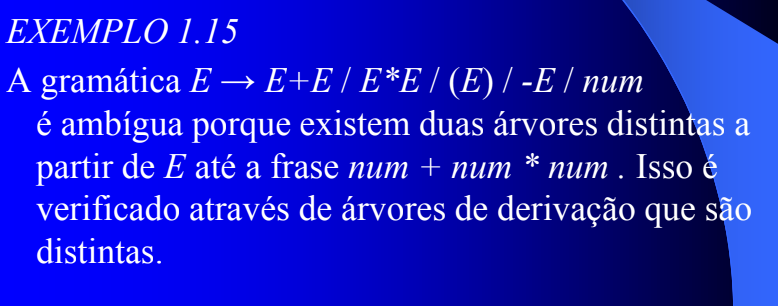 EXEMPLO 1.15
A gramática E → E+E / E*E / (E) / -E / num
é ambígua porque existem duas árvores distintas a
partir de E até a frase num + num * num . Isso é
verificado através de árvores de derivação que são
distintas.